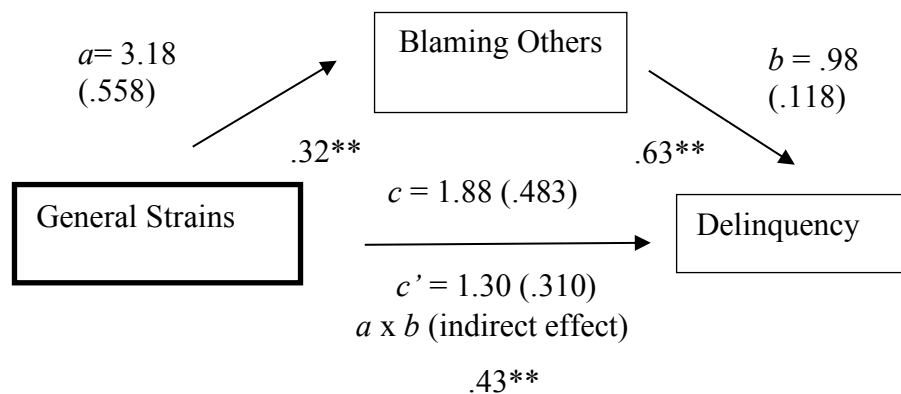 Blaming Others
a= 3.18
(.558)
b = .98
(.118)
.32**
.63**
c = 1.88 (.483)
General Strains
Delinquency
c’ = 1.30 (.310)
a x b (indirect effect)
.43**